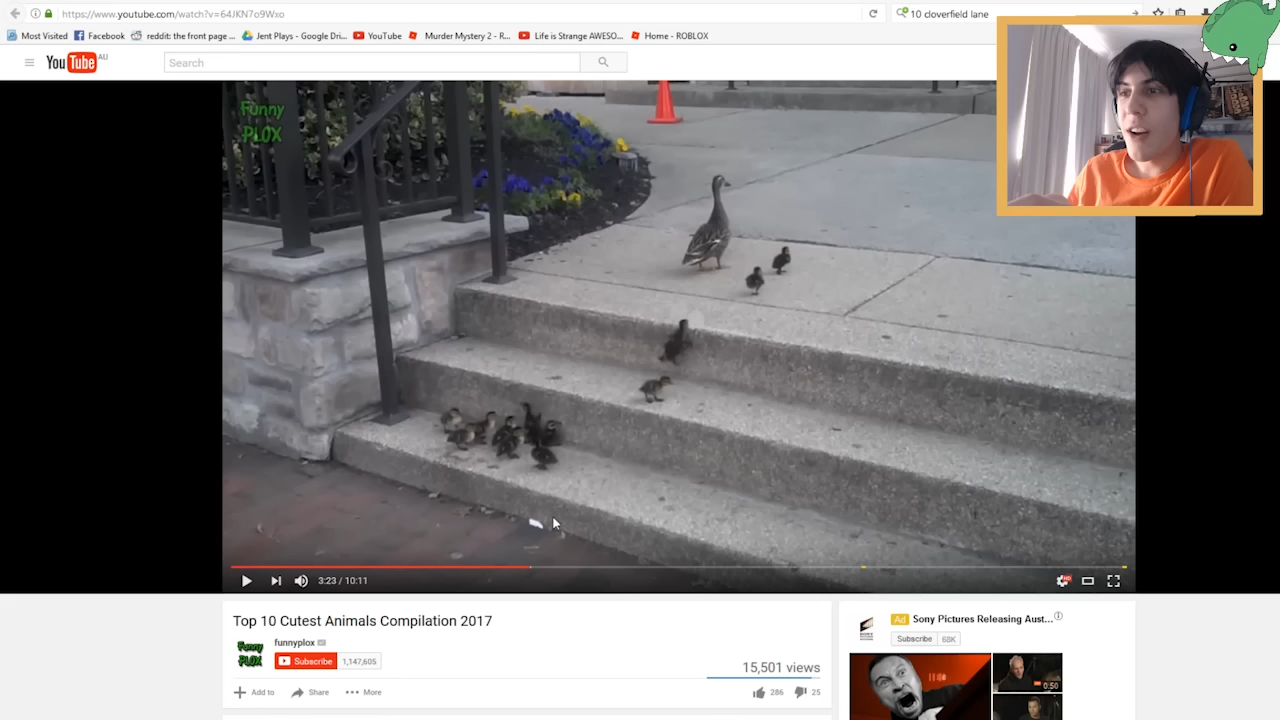 https://www.youtube.com/watch?v=64JKN7o9Wxo
10 cloverfield lane
Most Visited
Facebook
reddit: the front page ...
Jent Plays - Google Dri...
YouTube
Murder Mystery 2 - R...
Life is Strange AWESO...
Home - ROBLOX
YouTube AU
Search
Funny
PLOX
3:23 / 10:11
HD
Top 10 Cutest Animals Compilation 2017
Funny
PLOX
funnyplox
Subscribe 1,147,605
15,501 views
Add to
Share
More
286
25
Ad Sony Pictures Releasing Aust...
Subscribe 68K
0:50